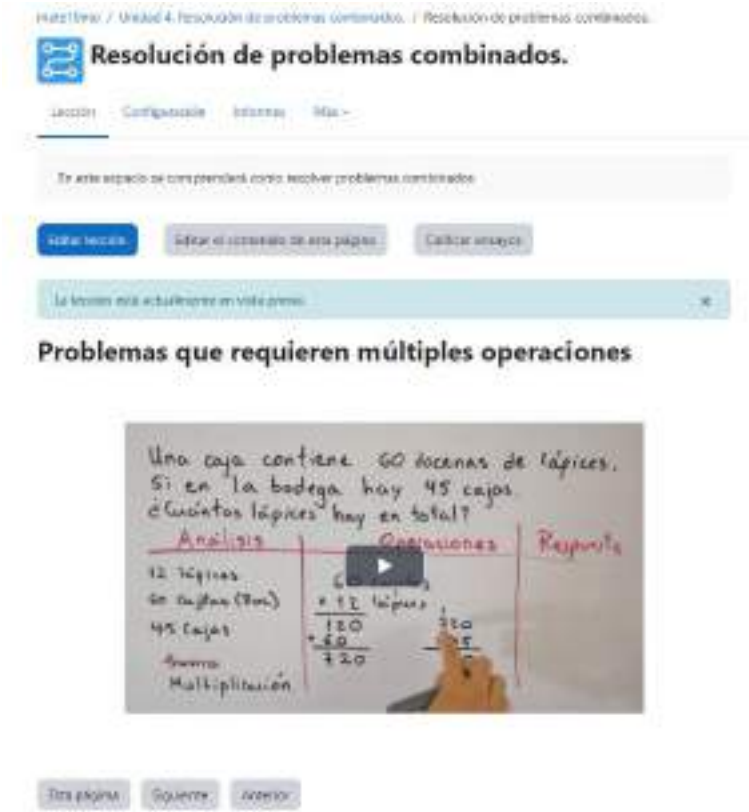 Unidad 4. Resolución de problemas combinados. / Resolución de problemas combinados.
Resolución de problemas combinados.
Lección Configuración Informes Más
En este espacio se comprenderá como resolver problemas combinados
Editar lección Editar el contenido de esta página Calificar ensayos
La lección está actualmente en vista previa
Problemas que requieren múltiples operaciones
Una caja contiene 60 docenas de lápices.
Si en la bodega hay 45 cajas
¿Cuántos lápices hay en total?
Análisis Operaciones Respuesta
12 lápices
60 (Doc)
× 12 lápices
120
45 Cajas
+ 60
720
Suma
Multiplicación
Esta página Siguiente Anterior